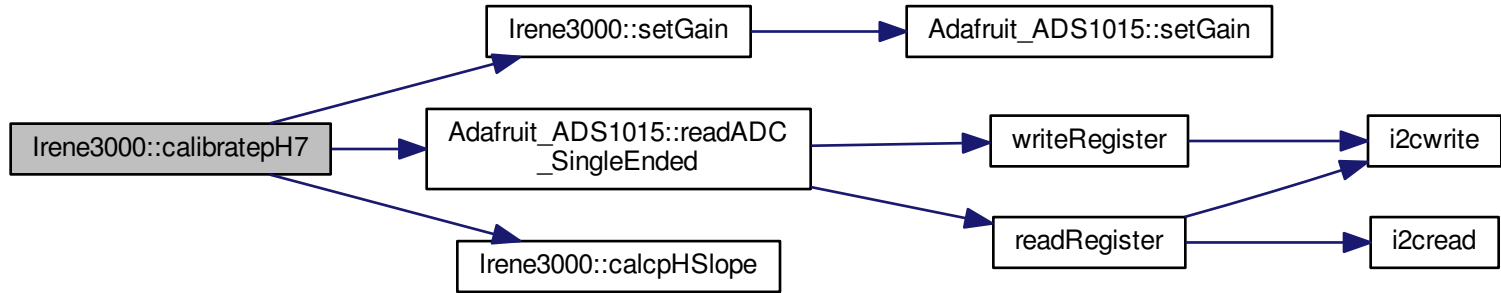 Irene3000::calibratepH7
Irene3000::setGain
Adafruit_ADS1015::setGain
Adafruit_ADS1015::readADC
_SingleEnded
writeRegister
i2cwrite
readRegister
i2cread
Irene3000::calcpHSlope